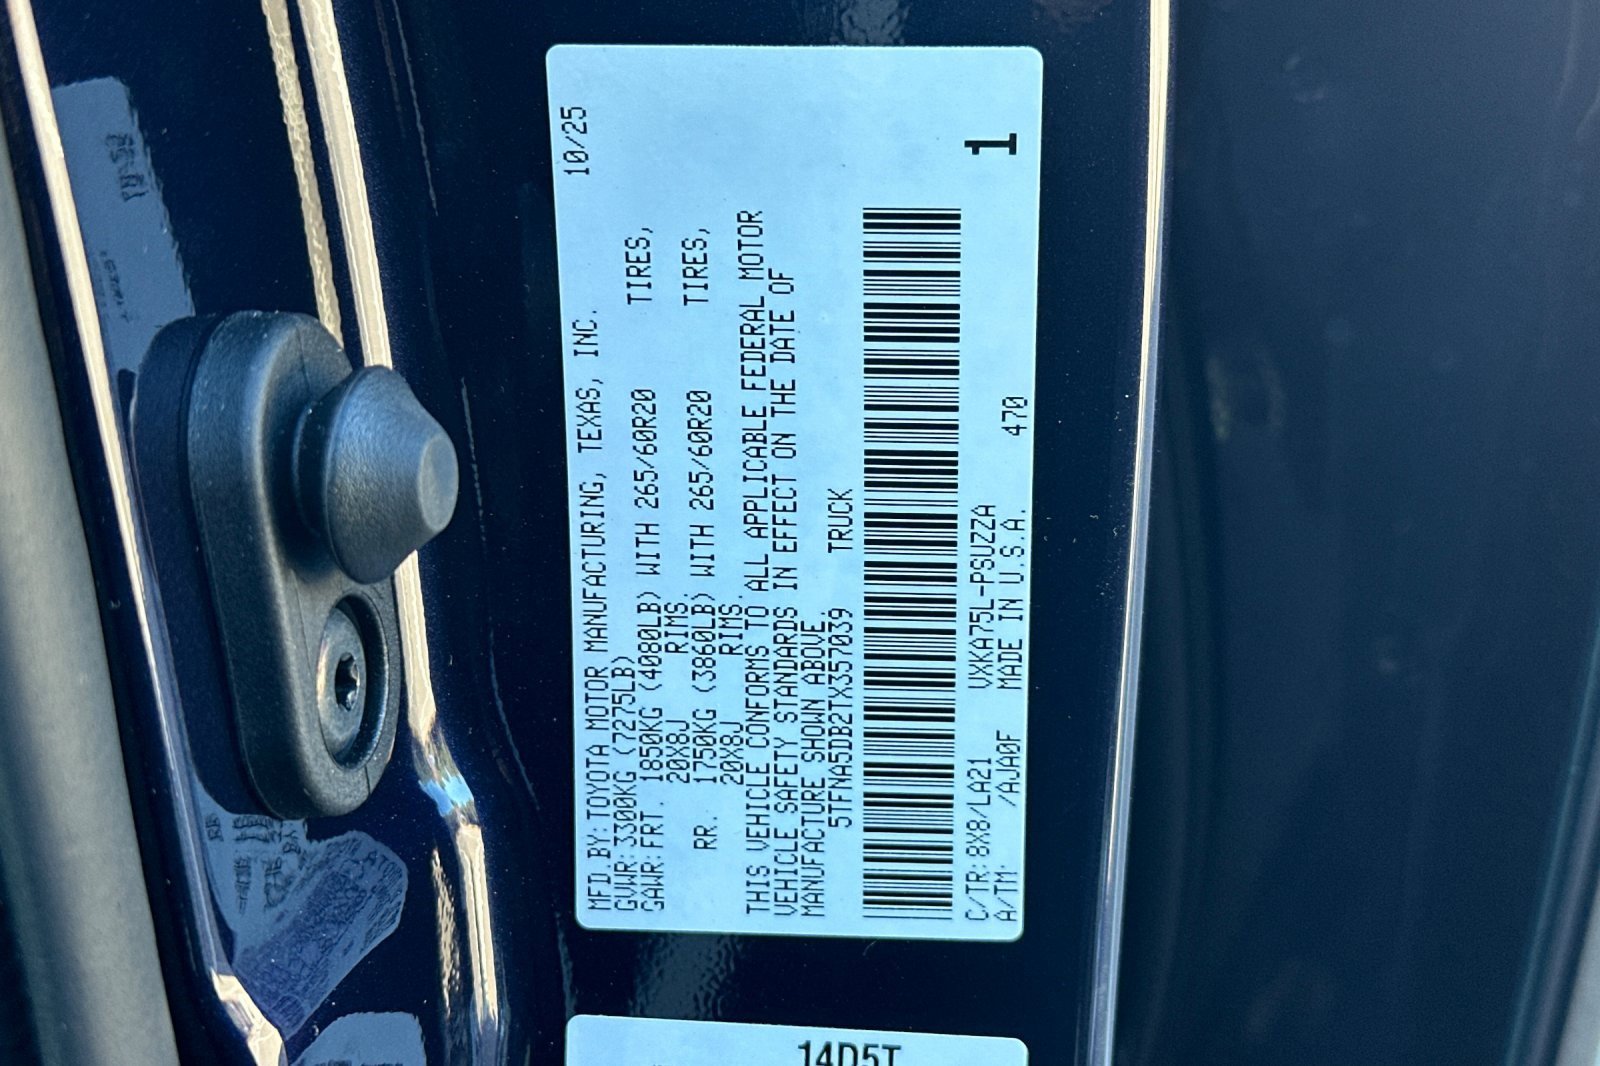 10/25
MFD.BY:TOYOTA MOTOR MANUFACTURING, TEXAS, INC.
GVWR:3300KG (7275LB)
GAWR:FRT. 1850KG (4080LB) WITH 265/60R20 TIRES,
20X8J RIMS.
RR. 1750KG (3860LB) WITH 265/60R20 TIRES,
20X8J RIMS.
THIS VEHICLE CONFORMS TO ALL APPLICABLE FEDERAL MOTOR
VEHICLE SAFETY STANDARDS IN EFFECT ON THE DATE OF
MANUFACTURE SHOWN ABOVE.
5TFNA5DB2TX357039 TRUCK
1
C/TR:8X8/LA21 VXKA75L-PSUZZA
A/TM- /AJA0F MADE IN U.S.A. 470
14D5T